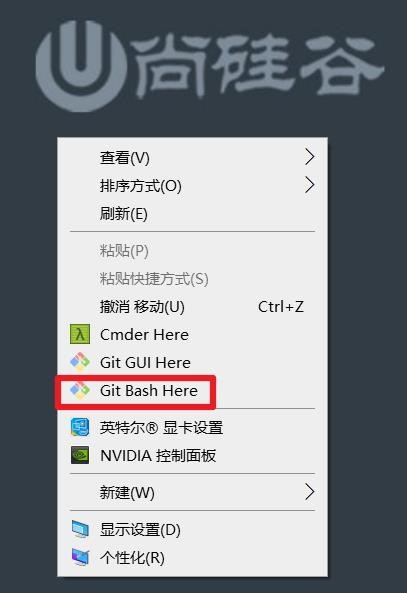 尚硅谷
查看(V)
排序方式(O)
刷新(E)
粘贴(P)
粘贴快捷方式(S)
撤消 移动(U) Ctrl+Z
Cmder Here
Git GUI Here
Git Bash Here
英特尔® 显卡设置
NVIDIA 控制面板
新建(W)
显示设置(D)
个性化(R)